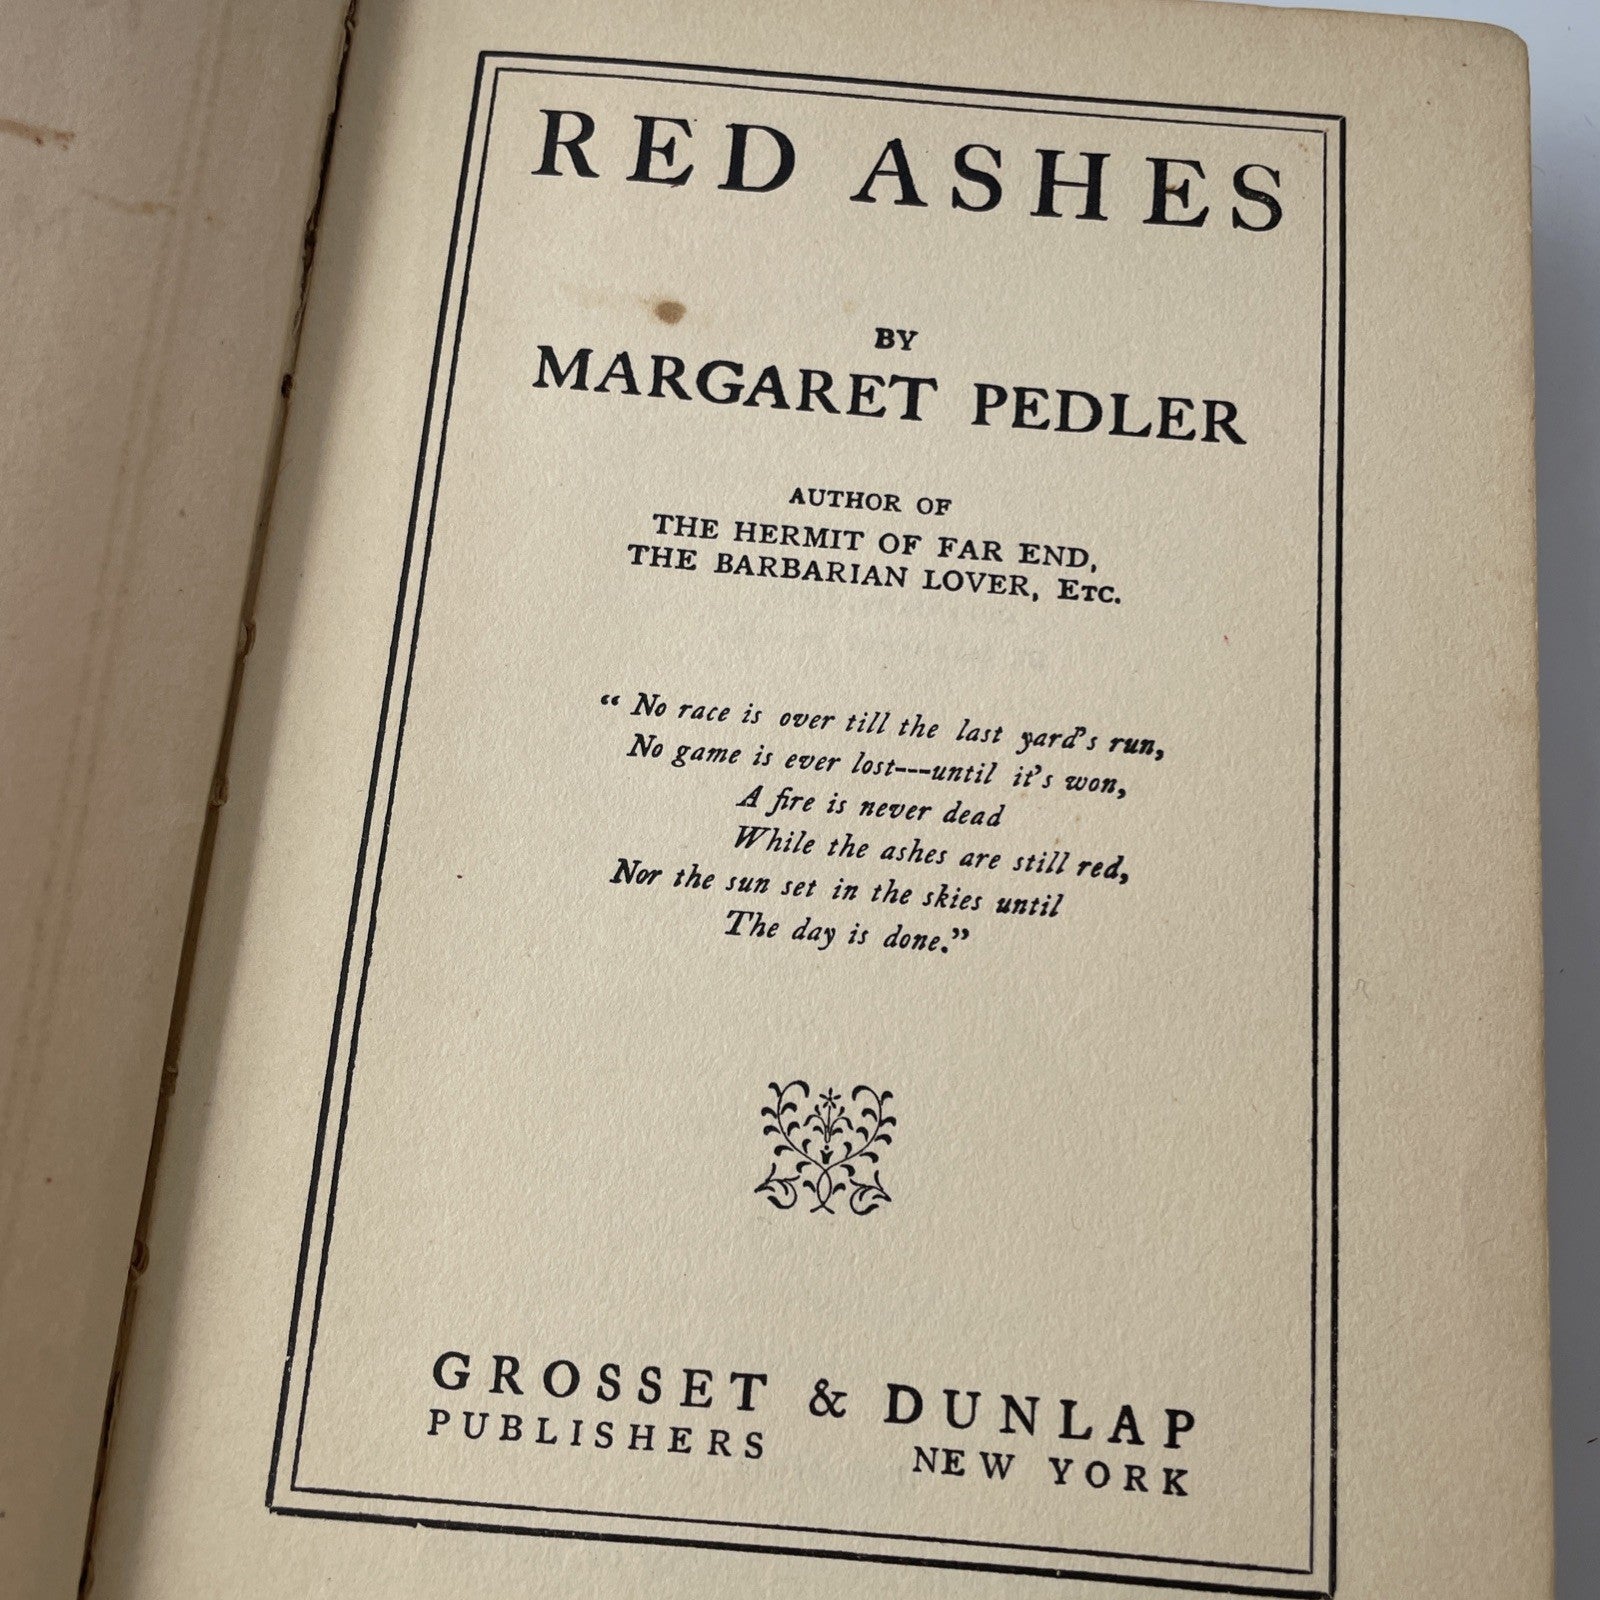 RED ASHES
BY
MARGARET PEDLER
AUTHOR OF
THE HERMIT OF FAR END,
THE BARBARIAN LOVER, ETC.
“ No race is over till the last yard's run,
No game is ever lost---until it's won,
A fire is never dead
While the ashes are still red,
Nor the sun set in the skies until
The day is done.”
GROSSET & DUNLAP
PUBLISHERS NEW YORK